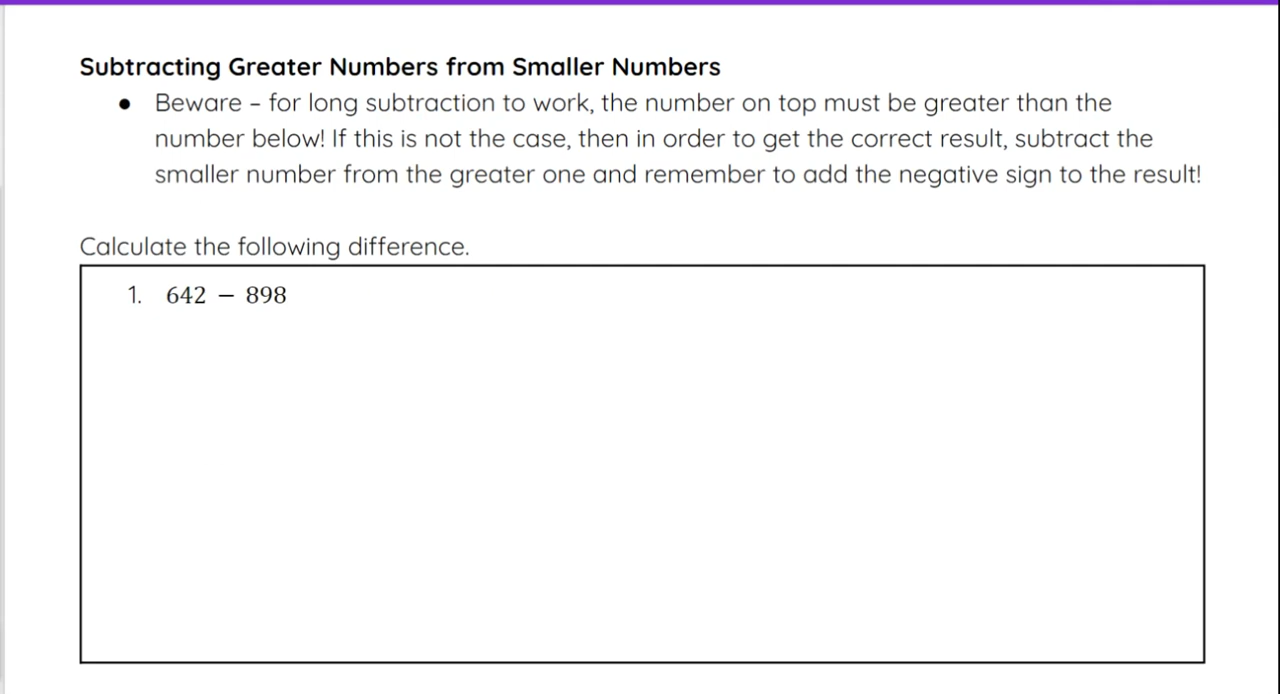 Subtracting Greater Numbers from Smaller Numbers
● Beware – for long subtraction to work, the number on top must be greater than the
number below! If this is not the case, then in order to get the correct result, subtract the
smaller number from the greater one and remember to add the negative sign to the result!
Calculate the following difference.
1. 642 − 898